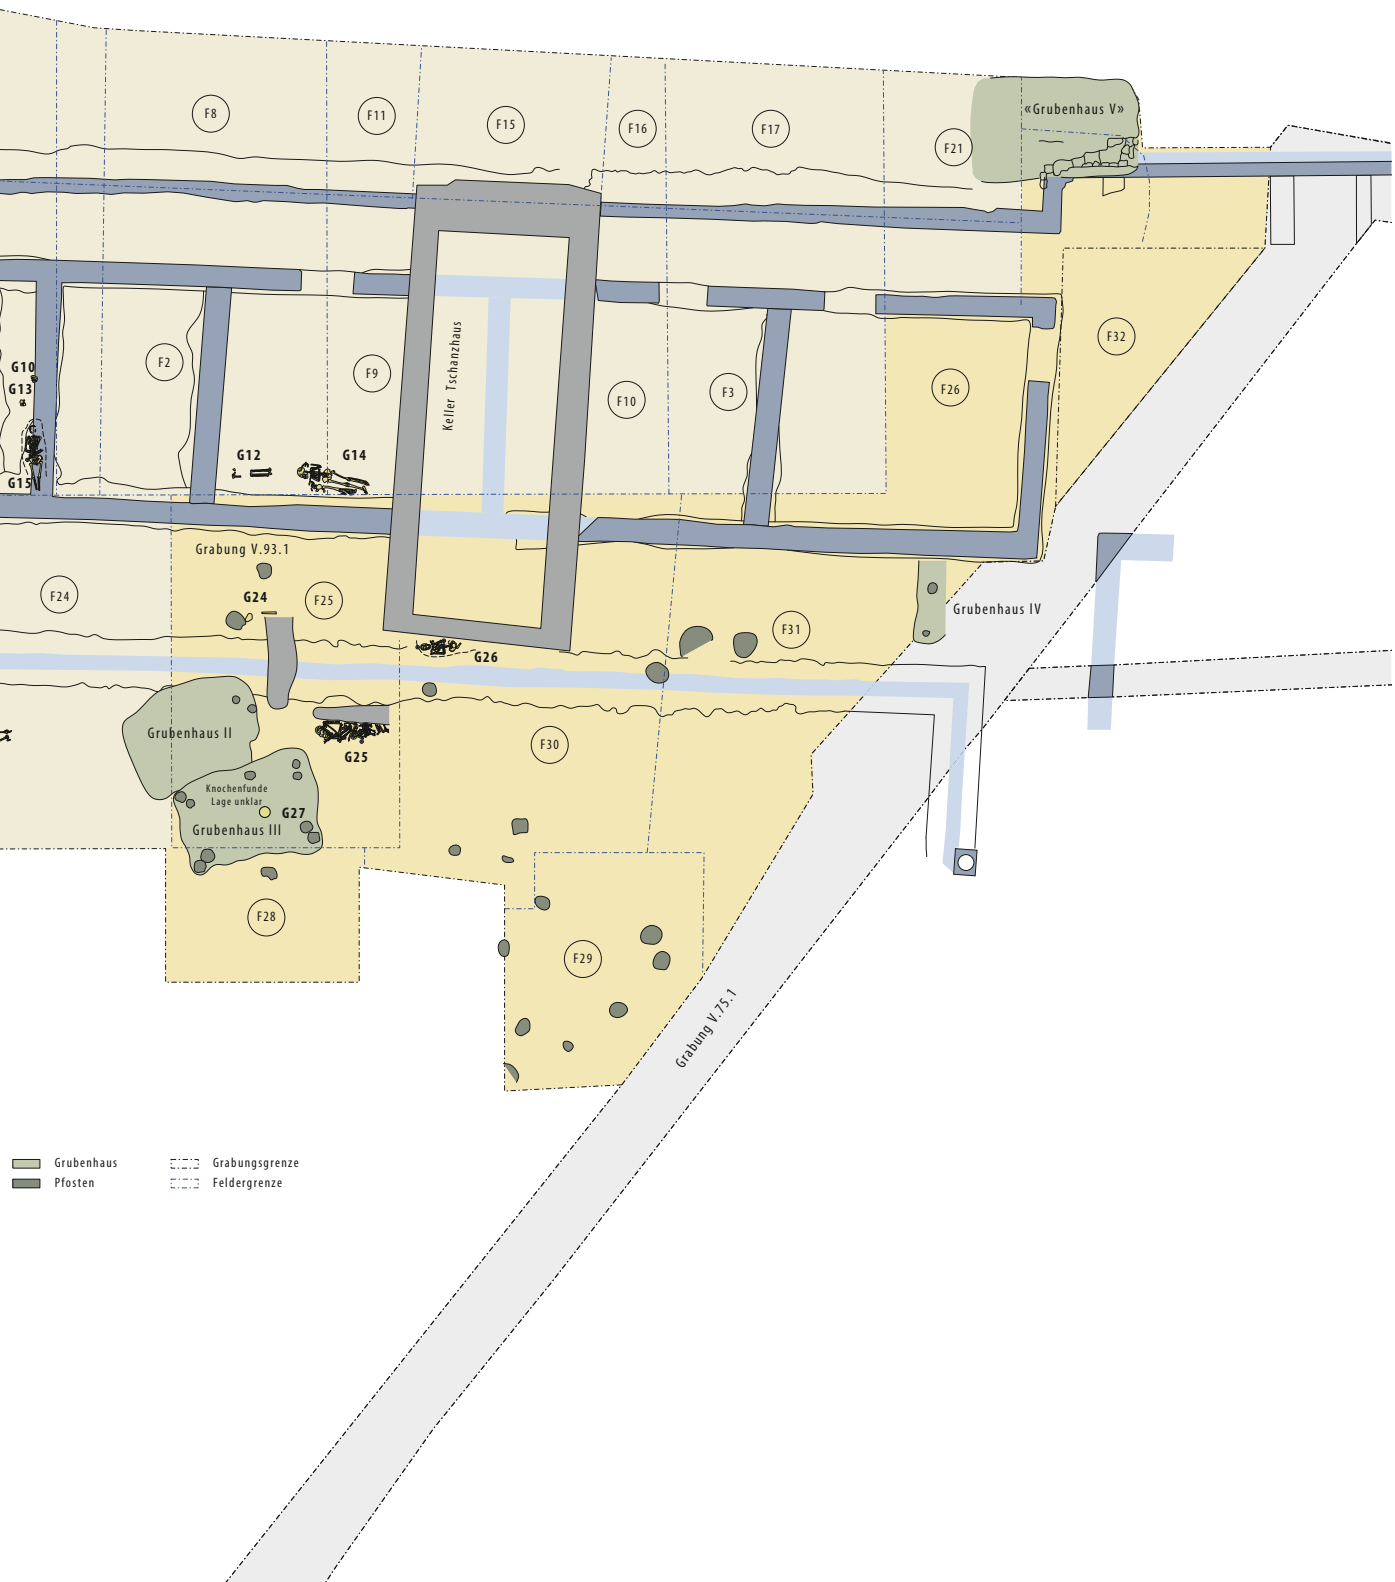 F8
F11
F15
F16
F17
F21
«Grubenhaus V»
F2
F9
Keller Tschanzhaus
F10
F3
F26
F32
G10
G13
G15
G12
G14
Grabung V.93.1
G24
F24
F25
G26
F31
Grubenhaus IV
Grubenhaus II
G25
F30
Knochenfunde
Lage unklar
G27
Grubenhaus III
F28
F29
Grabung V.75.1
Grubenhaus
Pfosten
Grabungsgrenze
Feldergrenze